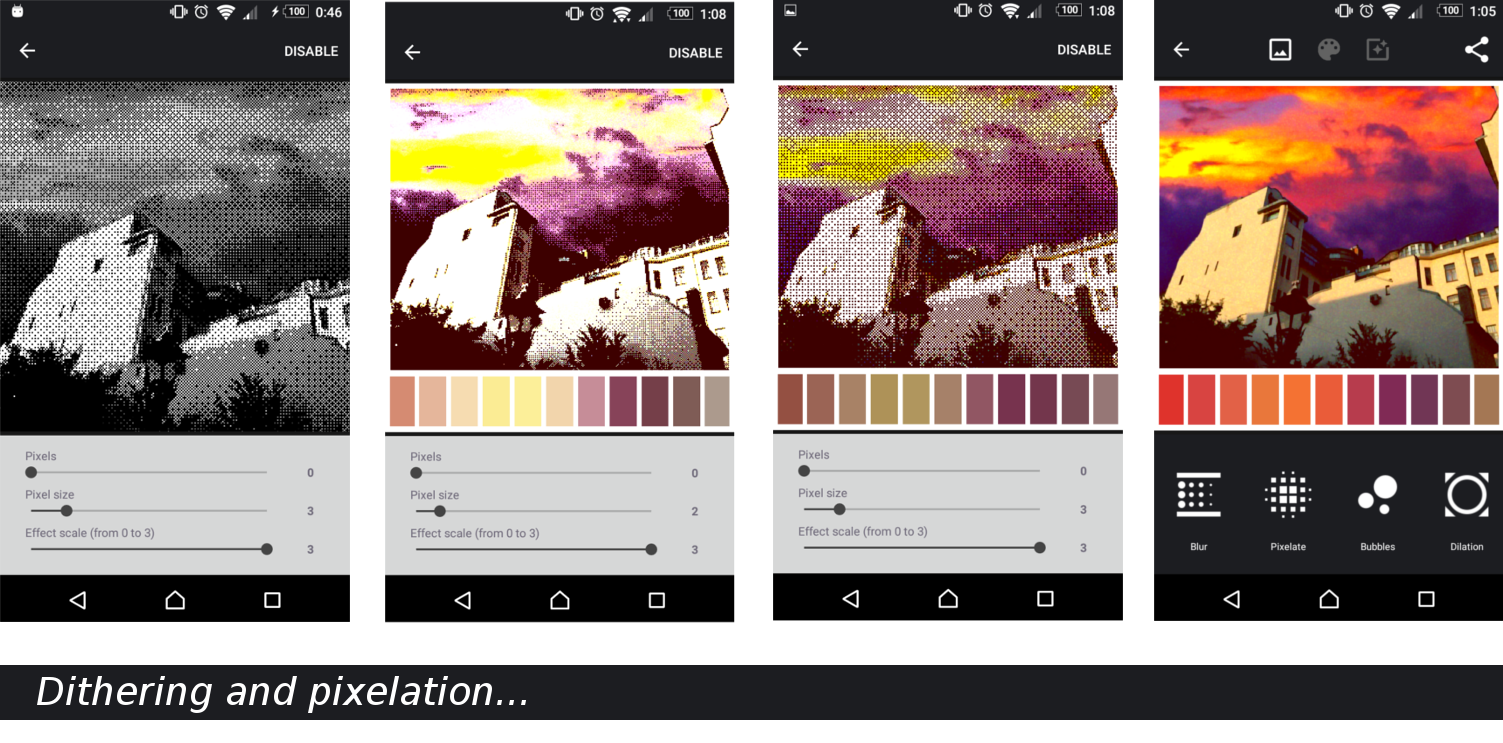 100 0:46
DISABLE
Pixels 0
Pixel size 3
Effect scale (from 0 to 3) 3
100 1:08
DISABLE
Pixels 0
Pixel size 2
Effect scale (from 0 to 3) 3
100 1:08
DISABLE
Pixels 0
Pixel size 3
Effect scale (from 0 to 3) 3
100 1:05
Blur Pixelate Bubbles Dilation
Dithering and pixelation...